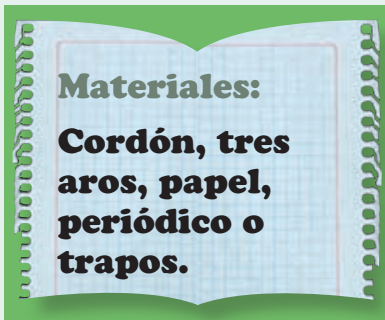 Materiales:
Cordón, tres
aros, papel,
periódico o
trapos.